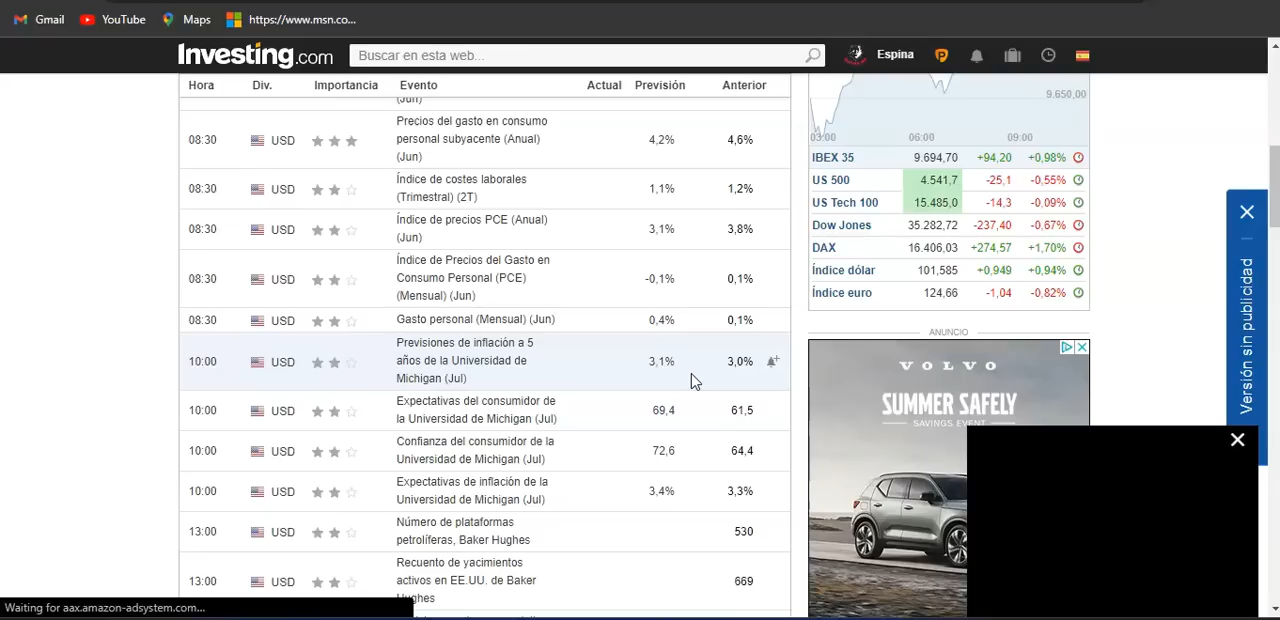 Gmail YouTube Maps https://www.msn.co...
Investing.com Buscar en esta web... Espina
Hora Div. Importancia Evento Actual Previsión Anterior
(Jun)
08:30 USD Precios del gasto en consumo
personal subyacente (Anual)
(Jun) 4,2% 4,6%
08:30 USD Índice de costes laborales
(Trimestral) (2T) 1,1% 1,2%
08:30 USD Índice de precios PCE (Anual)
(Jun) 3,1% 3,8%
08:30 USD Índice de Precios del Gasto en
Consumo Personal (PCE)
(Mensual) (Jun) -0,1% 0,1%
08:30 USD Gasto personal (Mensual) (Jun) 0,4% 0,1%
10:00 USD Previsiones de inflación a 5
años de la Universidad de
Michigan (Jul) 3,1% 3,0%
10:00 USD Expectativas del consumidor de
la Universidad de Michigan (Jul) 69,4 61,5
10:00 USD Confianza del consumidor de la
Universidad de Michigan (Jul) 72,6 64,4
10:00 USD Expectativas de inflación de la
Universidad de Michigan (Jul) 3,4% 3,3%
13:00 USD Número de plataformas
petrolíferas, Baker Hughes 530
13:00 USD Recuento de yacimientos
activos en EE.UU. de Baker
Hughes 669
9.650,00
03:00 06:00 09:00
IBEX 35 9.694,70 +94,20 +0,98%
US 500 4.541,7 -25,1 -0,55%
US Tech 100 15.485,0 -14,3 -0,09%
Dow Jones 35.282,72 -237,40 -0,67%
DAX 16.406,03 +274,57 +1,70%
Índice dólar 101,585 +0,949 +0,94%
Índice euro 124,66 -1,04 -0,82%
ANUNCIO
VOLVO
SUMMER SAFELY
SAVINGS EVENT
Versión sin publicidad
Waiting for aax.amazon-adsystem.com...